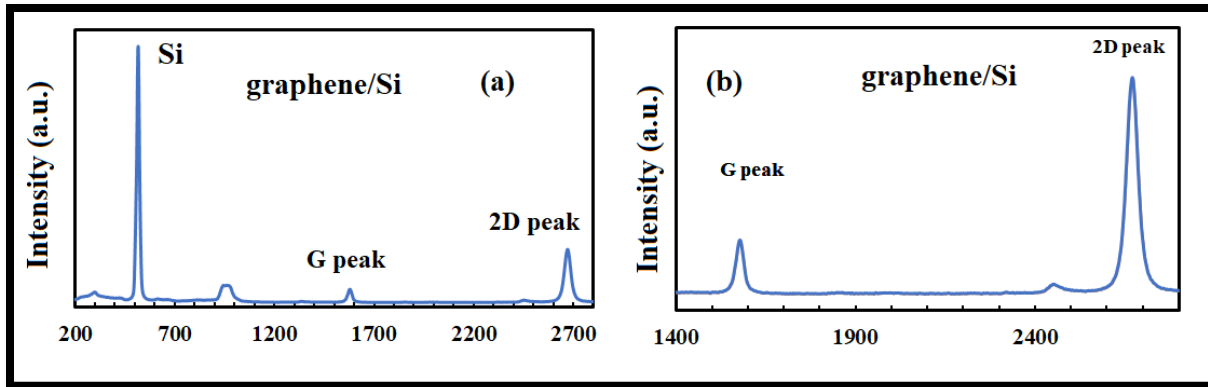 Intensity (a.u.)
Si
graphene/Si
(a)
G peak
2D peak
200
700
1200
1700
2200
2700
Intensity (a.u.)
(b)
graphene/Si
2D peak
G peak
1400
1900
2400